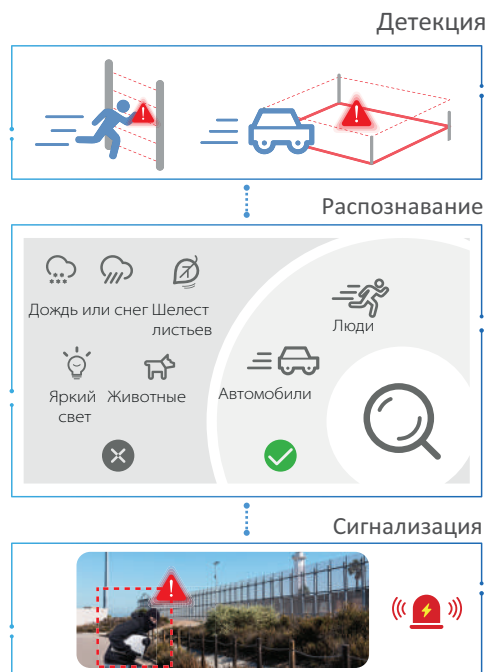 Детекция
Распознавание
Дождь или снег Шелест
листьев
Люди
Яркий
свет
Животные
Автомобили
Сигнализация